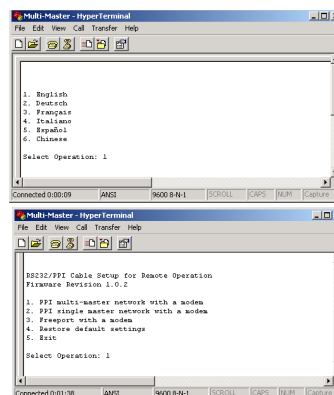 Multi-Master - HyperTerminal
File Edit View Call Transfer Help
1. English
2. Deutsch
3. Français
4. Italiano
5. Español
6. Chinese
Select Operation: 1
Connected 0:00:09 ANSI 9600 8-N-1 SCROLL CAPS NUM Capture
Multi-Master - HyperTerminal
File Edit View Call Transfer Help
RS232/PPI Cable Setup for Remote Operation
Firmware Revision 1.0.2
1. PPI multi-master network with a modem
2. PPI single master network with a modem
3. Freeport with a modem
4. Restore default settings
5. Exit
Select Operation: 1
Connected 0:01:38 ANSI 9600 8-N-1 SCROLL CAPS NUM Capture